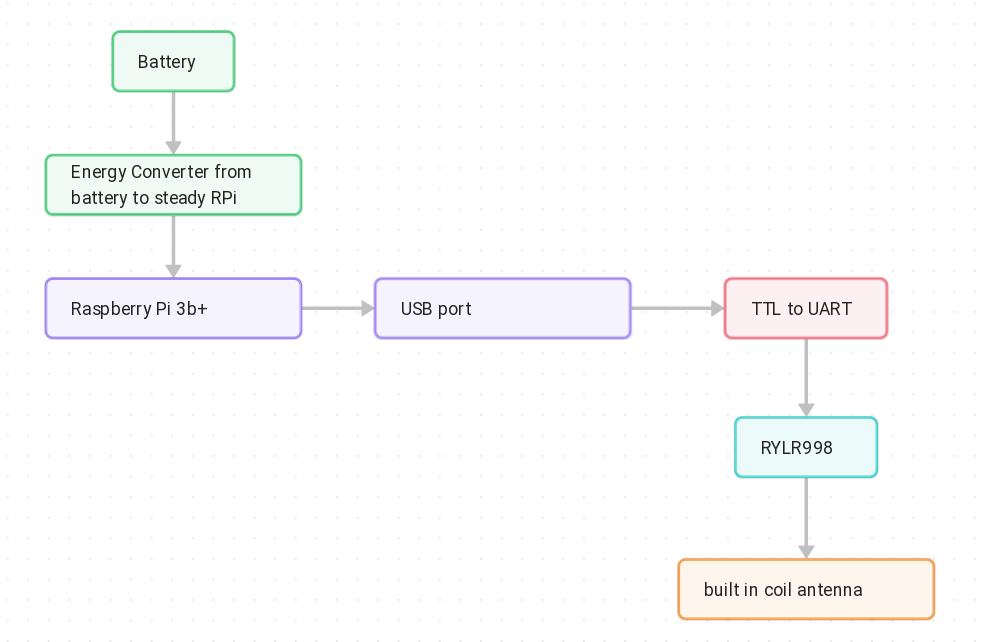 Battery
Energy Converter from
battery to steady RPi
Raspberry Pi 3b+
USB port
TTL to UART
RYLR998
built in coil antenna